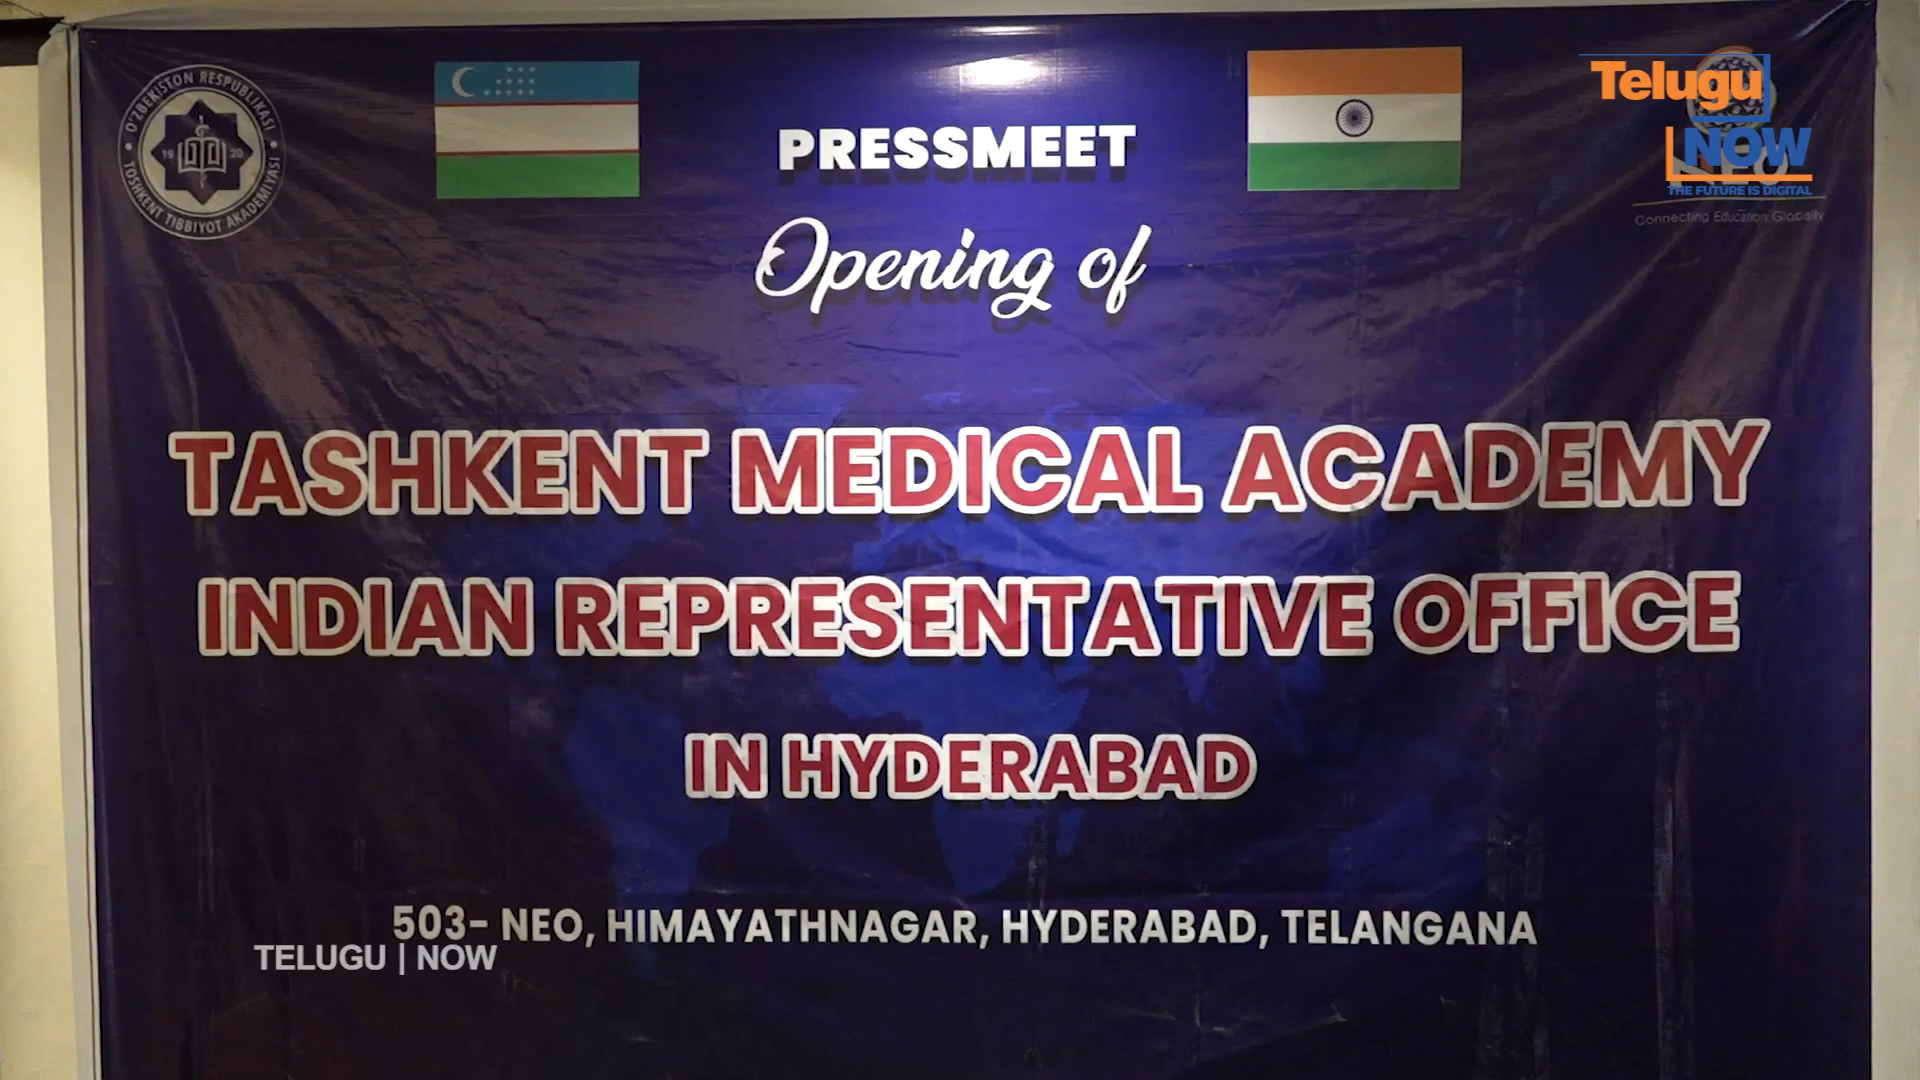 O'ZBEKISTON RESPUBLIKASI
19 20
TOSHKENT TIBBIYOT AKADEMIYASI
Telugu
NOW
THE FUTURE IS DIGITAL
Connecting Education Globally
PRESSMEET
Opening of
TASHKENT MEDICAL ACADEMY
INDIAN REPRESENTATIVE OFFICE
IN HYDERABAD
503- NEO, HIMAYATHNAGAR, HYDERABAD, TELANGANA
TELUGU | NOW